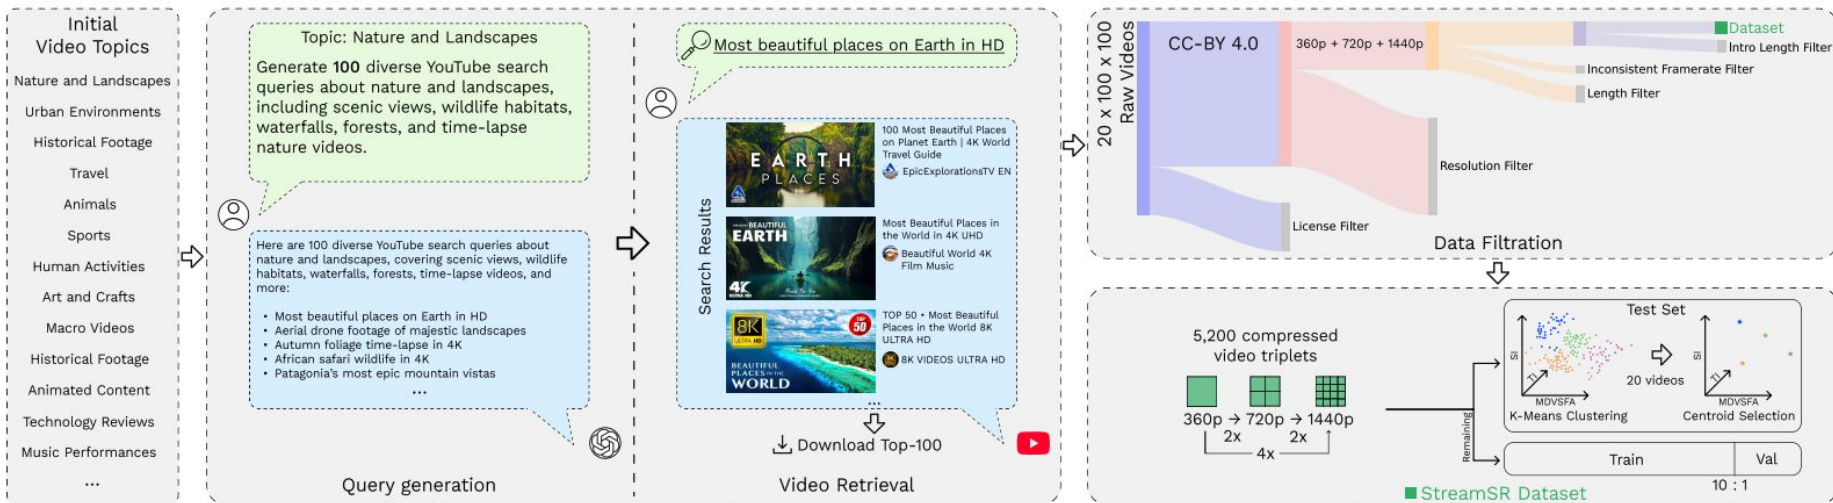 Initial
Video Topics
Nature and Landscapes
Urban Environments
Historical Footage
Travel
Animals
Sports
Human Activities
Art and Crafts
Macro Videos
Historical Footage
Animated Content
Technology Reviews
Music Performances
...
Topic: Nature and Landscapes
Generate 100 diverse YouTube search
queries about nature and landscapes,
including scenic views, wildlife habitats,
waterfalls, forests, and time-lapse
nature videos.
Here are 100 diverse YouTube search queries about
nature and landscapes, covering scenic views, wildlife
habitats, waterfalls, forests, time-lapse videos, and
more:
• Most beautiful places on Earth in HD
• Aerial drone footage of majestic landscapes
• Autumn foliage time-lapse in 4K
• African safari wildlife in 4K
• Patagonia's most epic mountain vistas
...
Query generation
Most beautiful places on Earth in HD
Search Results
EARTH
PLACES
100 Most Beautiful Places
on Planet Earth | 4K World
Travel Guide
EpicExplorationsTV EN
BEAUTIFUL
EARTH
4K
ULTRA HD
Most Beautiful Places in
the World in 4K UHD
Beautiful World 4K
Film Music
8K
ULTRA HD
TOP
50
BEAUTIFUL
PLACES IN THE
WORLD
TOP 50 • Most Beautiful
Places in the World 8K
ULTRA HD
8K VIDEOS ULTRA HD
...
Download Top-100
Video Retrieval
20 x 100 x 100
Raw Videos
CC-BY 4.0
360p + 720p + 1440p
Dataset
Intro Length Filter
Inconsistent Framerate Filter
Length Filter
Resolution Filter
License Filter
Data Filtration
5,200 compressed
video triplets
360p → 720p → 1440p
2x 2x
4x
Remaining
Test Set
SI
TI
MDVSFA
K-Means Clustering
20 videos
SI
TI
MDVSFA
Centroid Selection
Train
Val
10 : 1
StreamSR Dataset